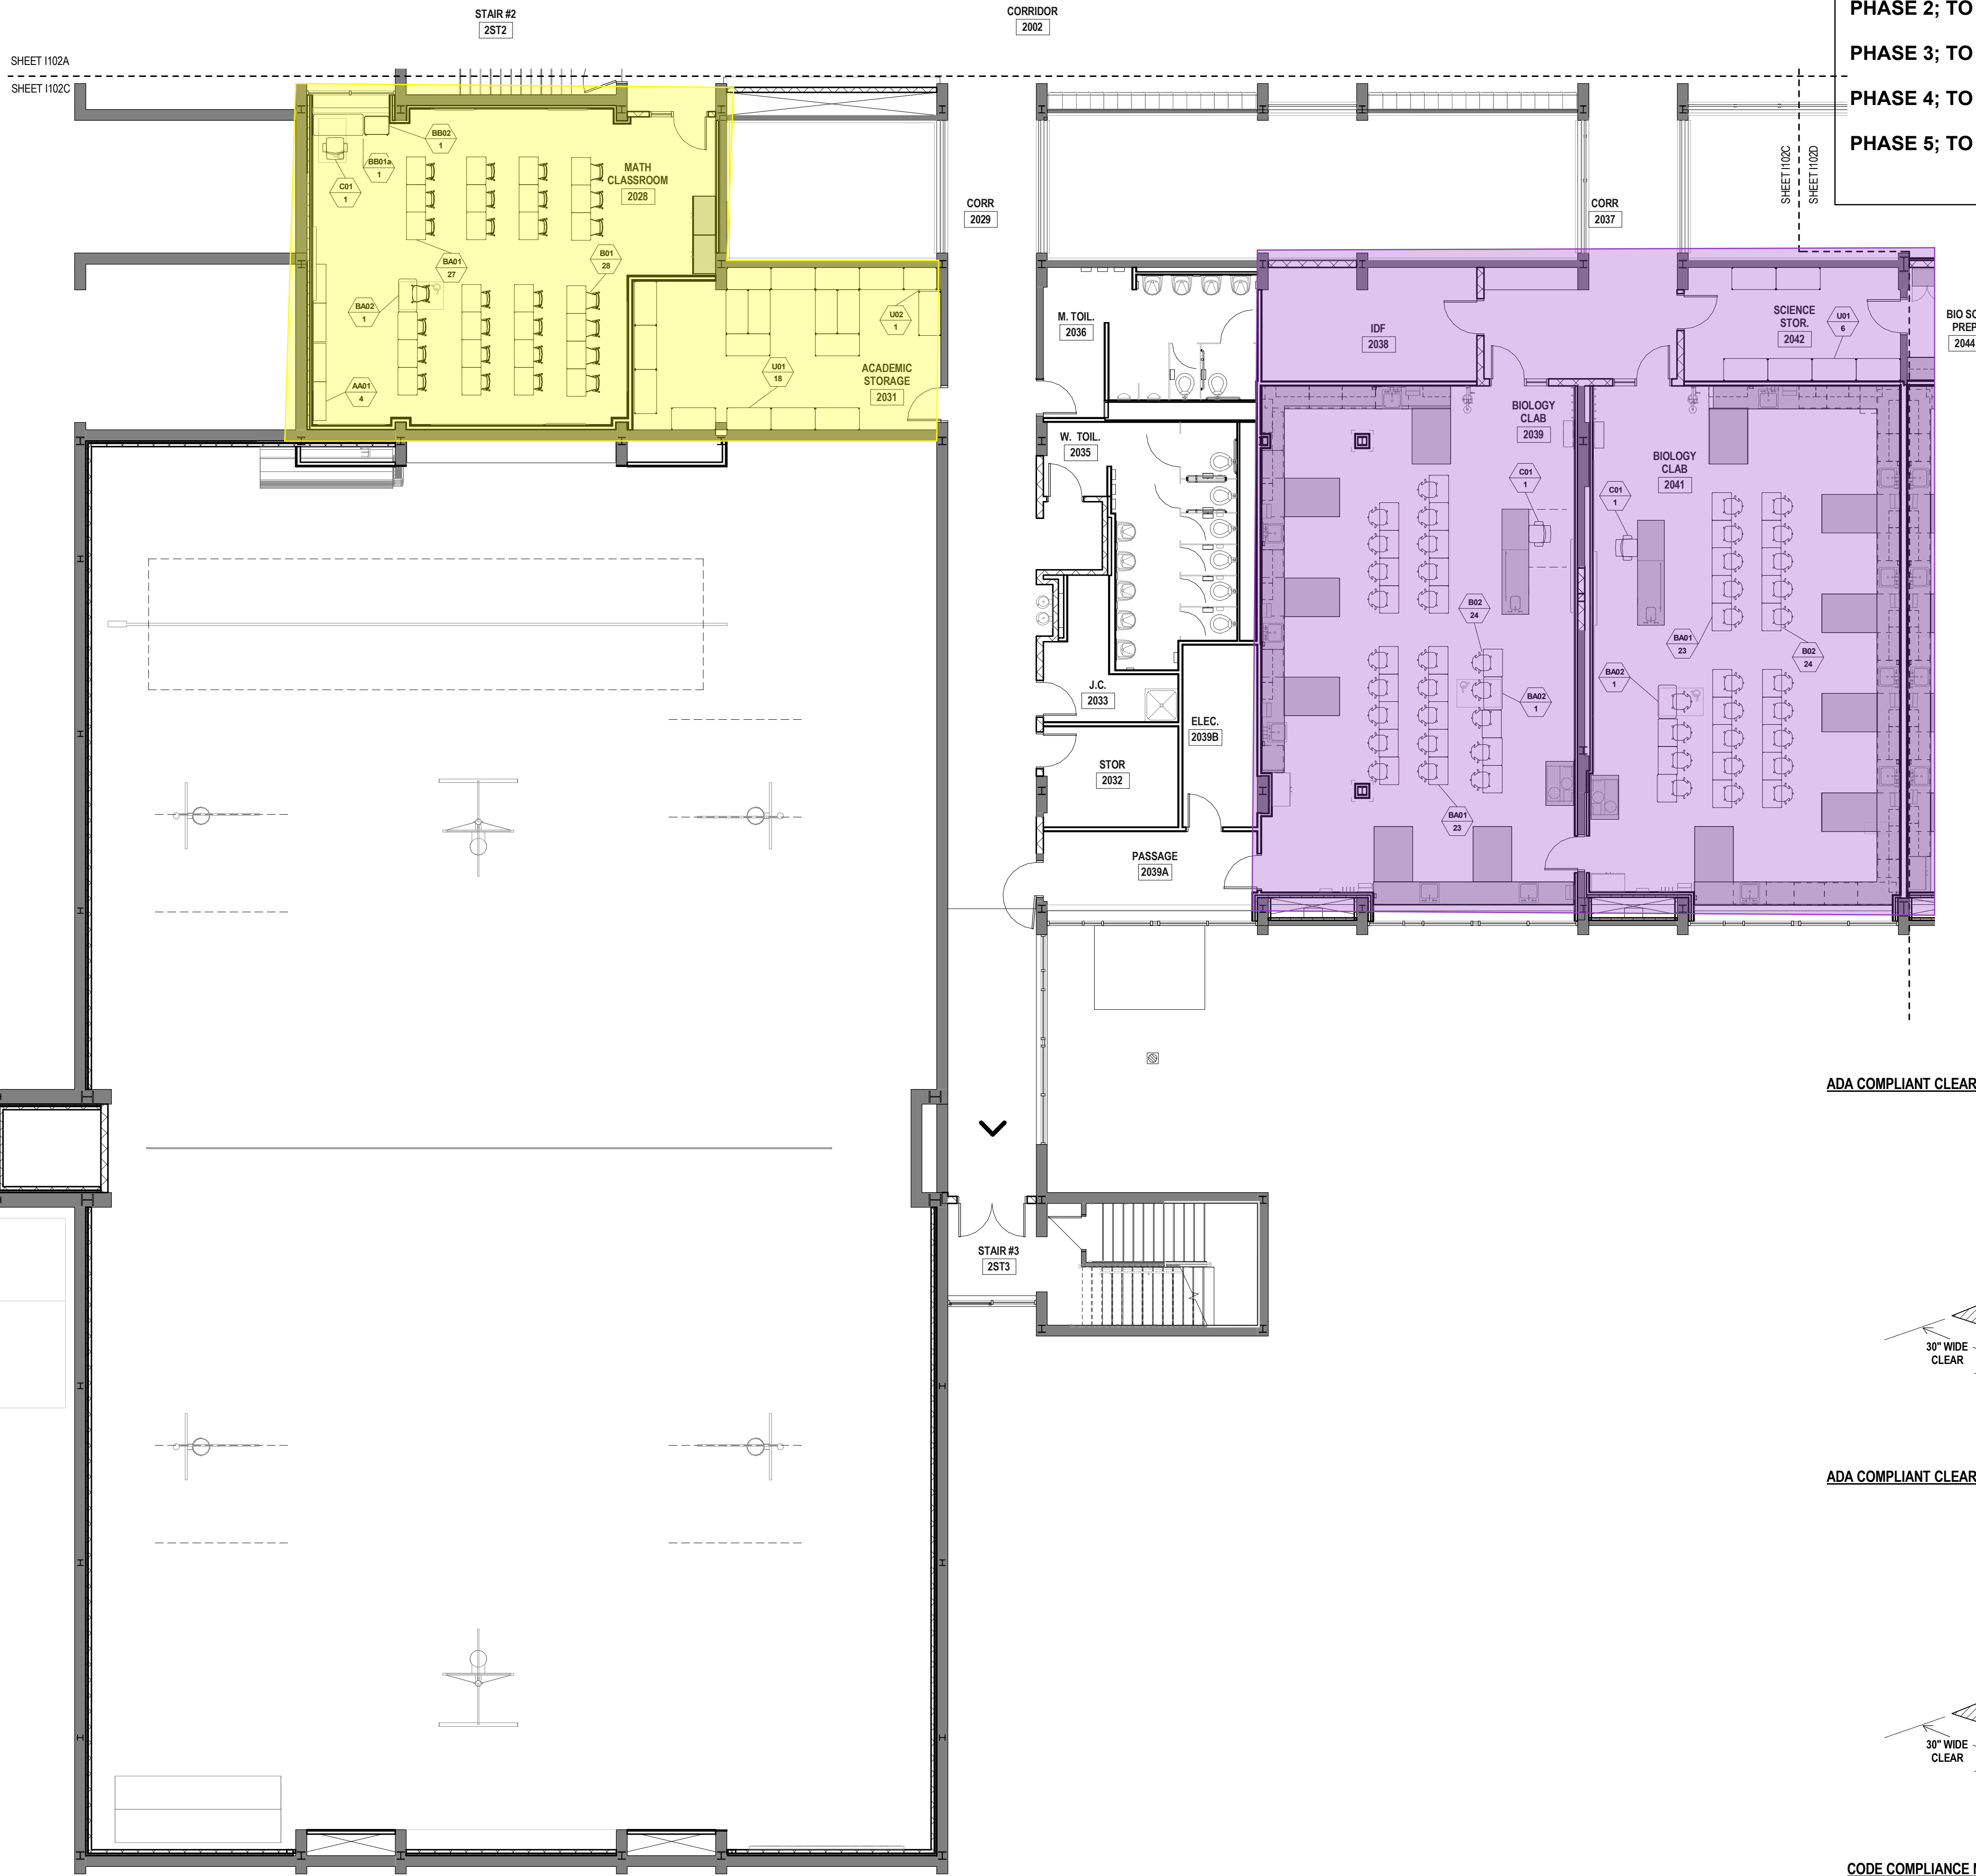 STAIR #2
2ST2
CORRIDOR
2002
PHASE 2; TO
PHASE 3; TO
PHASE 4; TO
PHASE 5; TO
SHEET I102A
SHEET I102C
SHEET I102C
SHEET I102D
BB02
1
BB01a
1
C01
1
MATH
CLASSROOM
2028
BA01
27
B01
28
BA02
1
AA01
4
U02
1
U01
18
ACADEMIC
STORAGE
2031
CORR
2029
CORR
2037
M. TOIL.
2036
IDF
2038
SCIENCE
STOR.
2042
U01
6
BIO SC
PREP
2044
W. TOIL.
2035
BIOLOGY
CLAB
2039
BIOLOGY
CLAB
2041
C01
1
C01
1
B02
24
BA02
1
BA01
23
BA01
23
B02
24
BA02
1
J.C.
2033
ELEC.
2039B
STOR
2032
PASSAGE
2039A
STAIR #3
2ST3
ADA COMPLIANT CLEAR
30" WIDE
CLEAR
ADA COMPLIANT CLEAR
30" WIDE
CLEAR
CODE COMPLIANCE